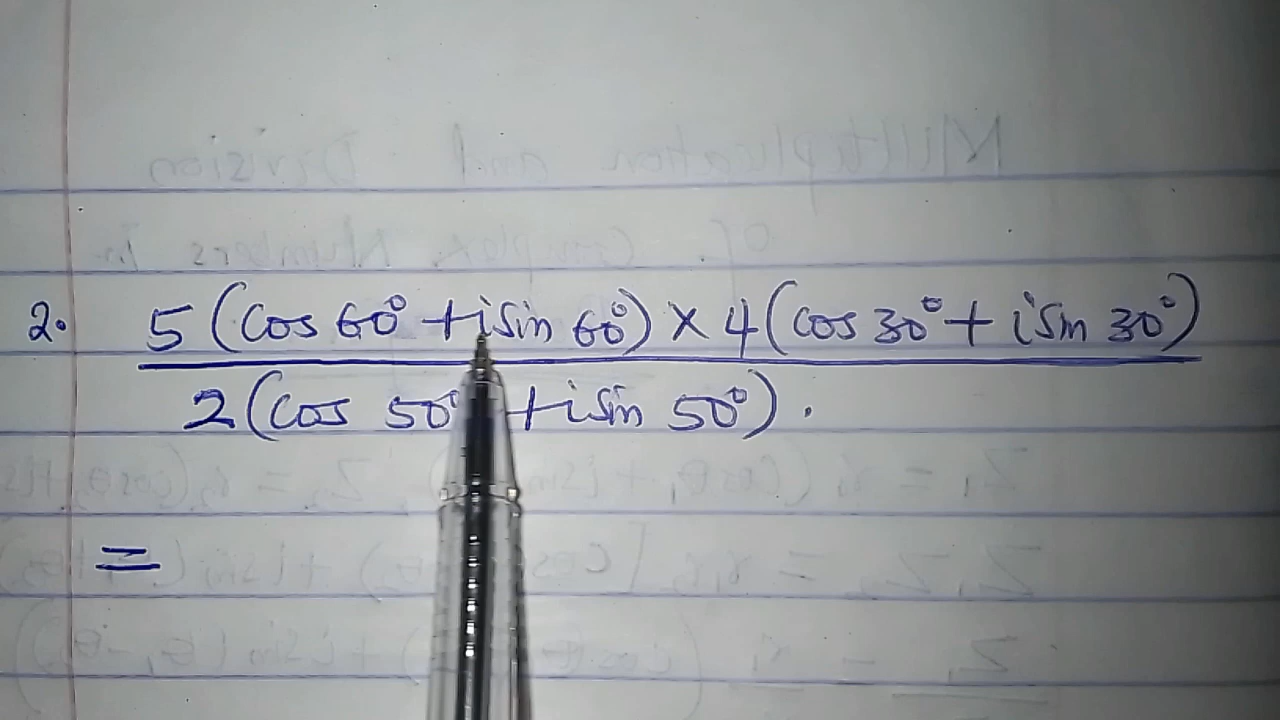 2. 5 (Cos 60° + i Sin 60°) × 4 (Cos 30° + i Sin 30°)
2 (Cos 50° + i Sin 50°).
=